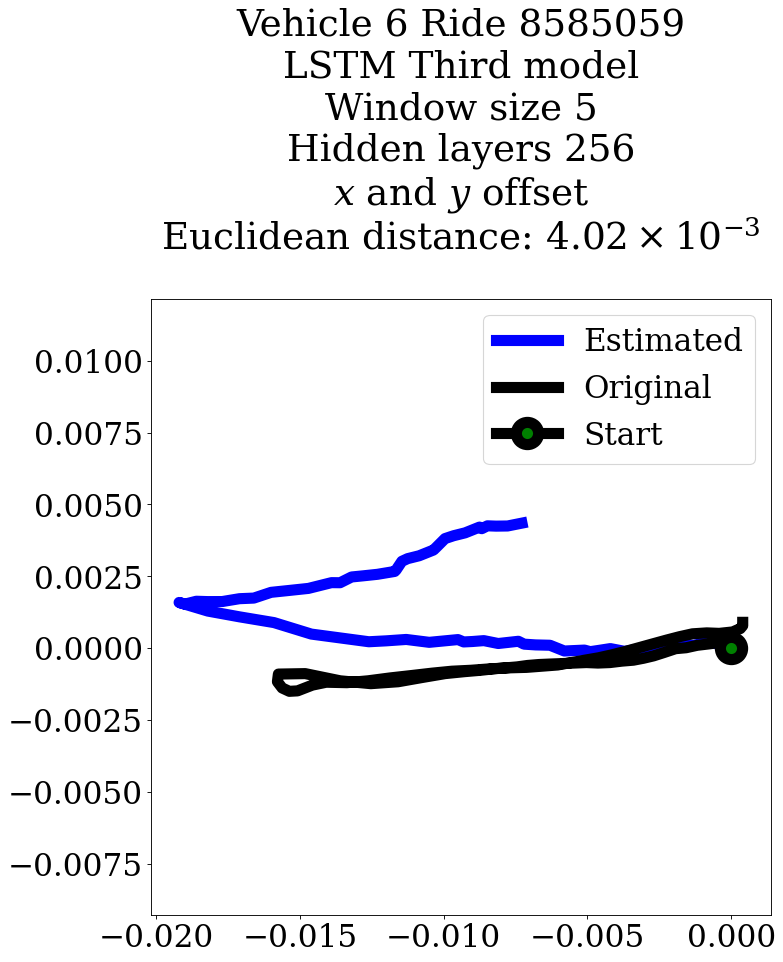 Vehicle 6 Ride 8585059
LSTM Third model
Window size 5
Hidden layers 256
x and y offset
Euclidean distance: 4.02 × 10⁻³
Estimated
Original
Start
0.0100
0.0075
0.0050
0.0025
0.0000
−0.0025
−0.0050
−0.0075
−0.020 −0.015 −0.010 −0.005 0.000